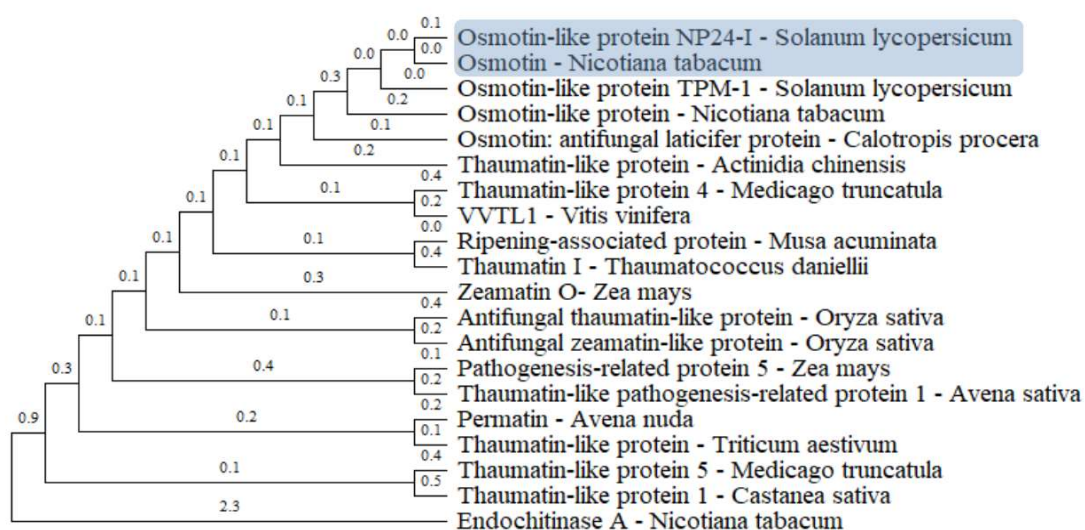 0.1
0.0
Osmotin-like protein NP24-I - Solanum lycopersicum
0.0
0.0
Osmotin - Nicotiana tabacum
0.0
0.3
Osmotin-like protein TPM-1 - Solanum lycopersicum
0.2
0.1
Osmotin-like protein - Nicotiana tabacum
0.1
0.1
Osmotin: antifungal laticifer protein - Calotropis procera
0.2
0.1
Thaumatin-like protein - Actinidia chinensis
0.4
0.1
Thaumatin-like protein 4 - Medicago truncatula
0.1
0.2
VVTL1 - Vitis vinifera
0.0
0.1
0.1
Ripening-associated protein - Musa acuminata
0.4
Thaumatin I - Thaumatococcus daniellii
0.1
0.3
Zeamatin O- Zea mays
0.4
0.1
Antifungal thaumatin-like protein - Oryza sativa
0.1
0.2
Antifungal zeamatin-like protein - Oryza sativa
0.1
0.3
0.4
Pathogenesis-related protein 5 - Zea mays
0.2
Thaumatin-like pathogenesis-related protein 1 - Avena sativa
0.2
0.9
0.2
Permatin - Avena nuda
0.1
Thaumatin-like protein - Triticum aestivum
0.4
0.1
Thaumatin-like protein 5 - Medicago truncatula
0.5
Thaumatin-like protein 1 - Castanea sativa
2.3
Endochitinase A - Nicotiana tabacum